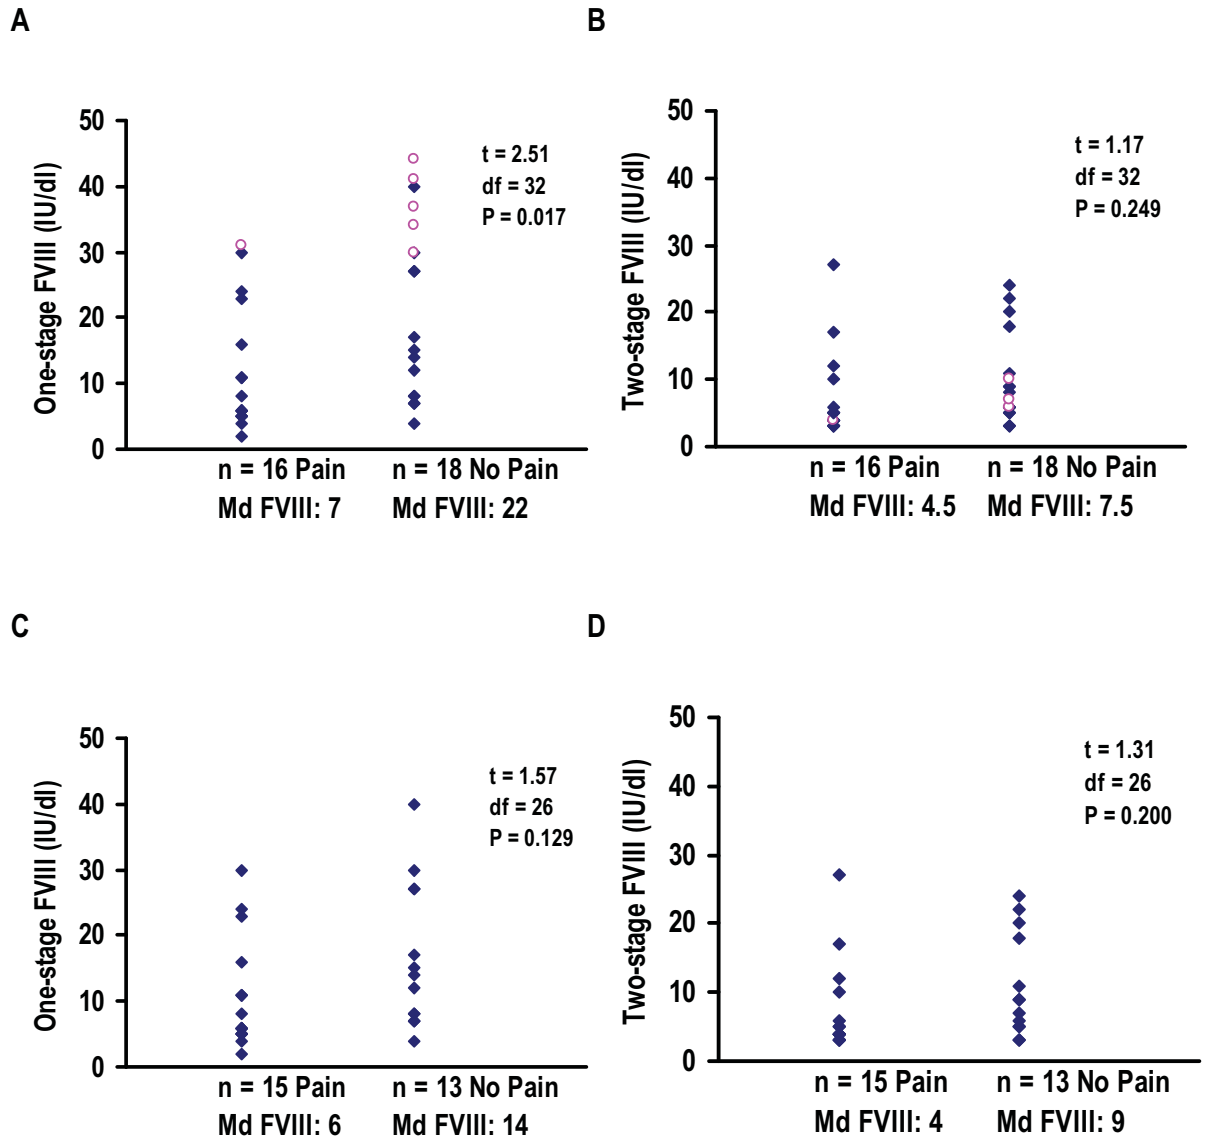 A
One-stage FVIII (IU/dl)
50
40
30
20
10
0
t = 2.51
df = 32
P = 0.017
n = 16 Pain
Md FVIII: 7
n = 18 No Pain
Md FVIII: 22
B
Two-stage FVIII (IU/dl)
50
40
30
20
10
0
t = 1.17
df = 32
P = 0.249
n = 16 Pain
Md FVIII: 4.5
n = 18 No Pain
Md FVIII: 7.5
C
One-stage FVIII (IU/dl)
50
40
30
20
10
0
t = 1.57
df = 26
P = 0.129
n = 15 Pain
Md FVIII: 6
n = 13 No Pain
Md FVIII: 14
D
Two-stage FVIII (IU/dl)
50
40
30
20
10
0
t = 1.31
df = 26
P = 0.200
n = 15 Pain
Md FVIII: 4
n = 13 No Pain
Md FVIII: 9